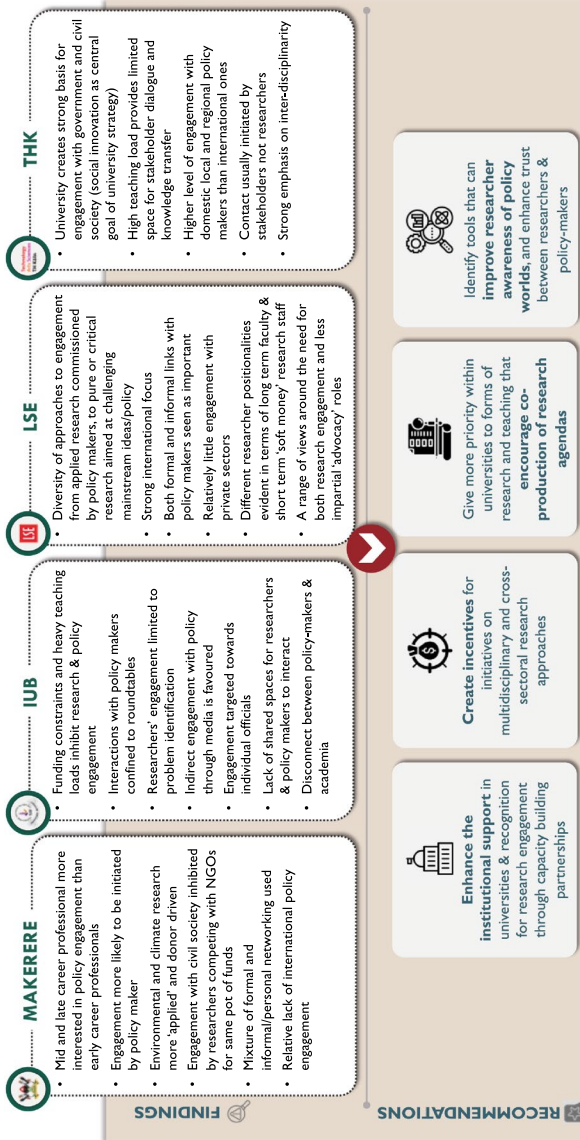 FINDINGS
MAKERERE
• Mid and late career professional more
interested in policy engagement than
early career professionals
• Engagement more likely to be initiated
by policy maker
• Environmental and climate research
more 'applied' and donor driven
• Engagement with civil society inhibited
by researchers competing with NGOs
for same pot of funds
• Mixture of formal and
informal/personal networking used
• Relative lack of international policy
engagement
IUB
• Funding constraints and heavy teaching
loads inhibit research & policy
engagement
• Interactions with policy makers
confined to roundtables
• Researchers' engagement limited to
problem identification
• Indirect engagement with policy
through media is favoured
• Engagement targeted towards
individual officials
• Lack of shared spaces for researchers
& policy makers to interact
• Disconnect between policy-makers &
academia
LSE
LSE
• Diversity of approaches to engagement
from applied research commissioned
by policy makers, to pure or critical
research aimed at challenging
mainstream ideas/policy
• Strong international focus
• Both formal and informal links with
policy makers seen as important
• Relatively little engagement with
private sectors
• Different researcher positionalities
evident in terms of long term faculty &
short term 'soft money' research staff
• A range of views around the need for
both research engagement and less
impartial 'advocacy' roles
THK
• University creates strong basis for
engagement with government and civil
society (social innovation as central
goal of university strategy)
• High teaching load provides limited
space for stakeholder dialogue and
knowledge transfer
• Higher level of engagement with
domestic local and regional policy
makers than international ones
• Contact usually initiated by
stakeholders not researchers
• Strong emphasis on inter-disciplinarity
RECOMMENDATIONS
Enhance the
institutional support in
universities & recognition
for research engagement
through capacity building
partnerships
Create incentives for
initiatives on
multidisciplinary and cross-
sectoral research
approaches
Give more priority within
universities to forms of
research and teaching that
encourage co-
production of research
agendas
Identify tools that can
improve researcher
awareness of policy
worlds, and enhance trust
between researchers &
policy-makers